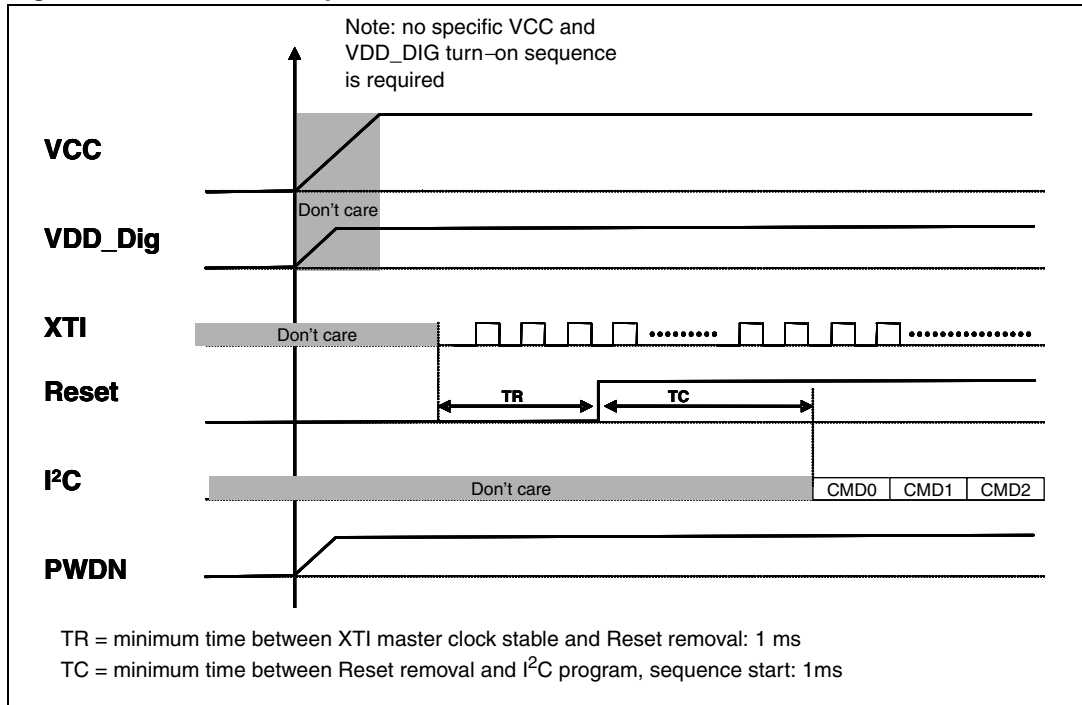 Note: no specific VCC and
VDD_DIG turn–on sequence
is required
VCC
Don't care
VDD_Dig
XTI
Don't care
Reset
TR
TC
I²C
Don't care
CMD0 CMD1 CMD2
PWDN
TR = minimum time between XTI master clock stable and Reset removal: 1 ms
TC = minimum time between Reset removal and I²C program, sequence start: 1ms